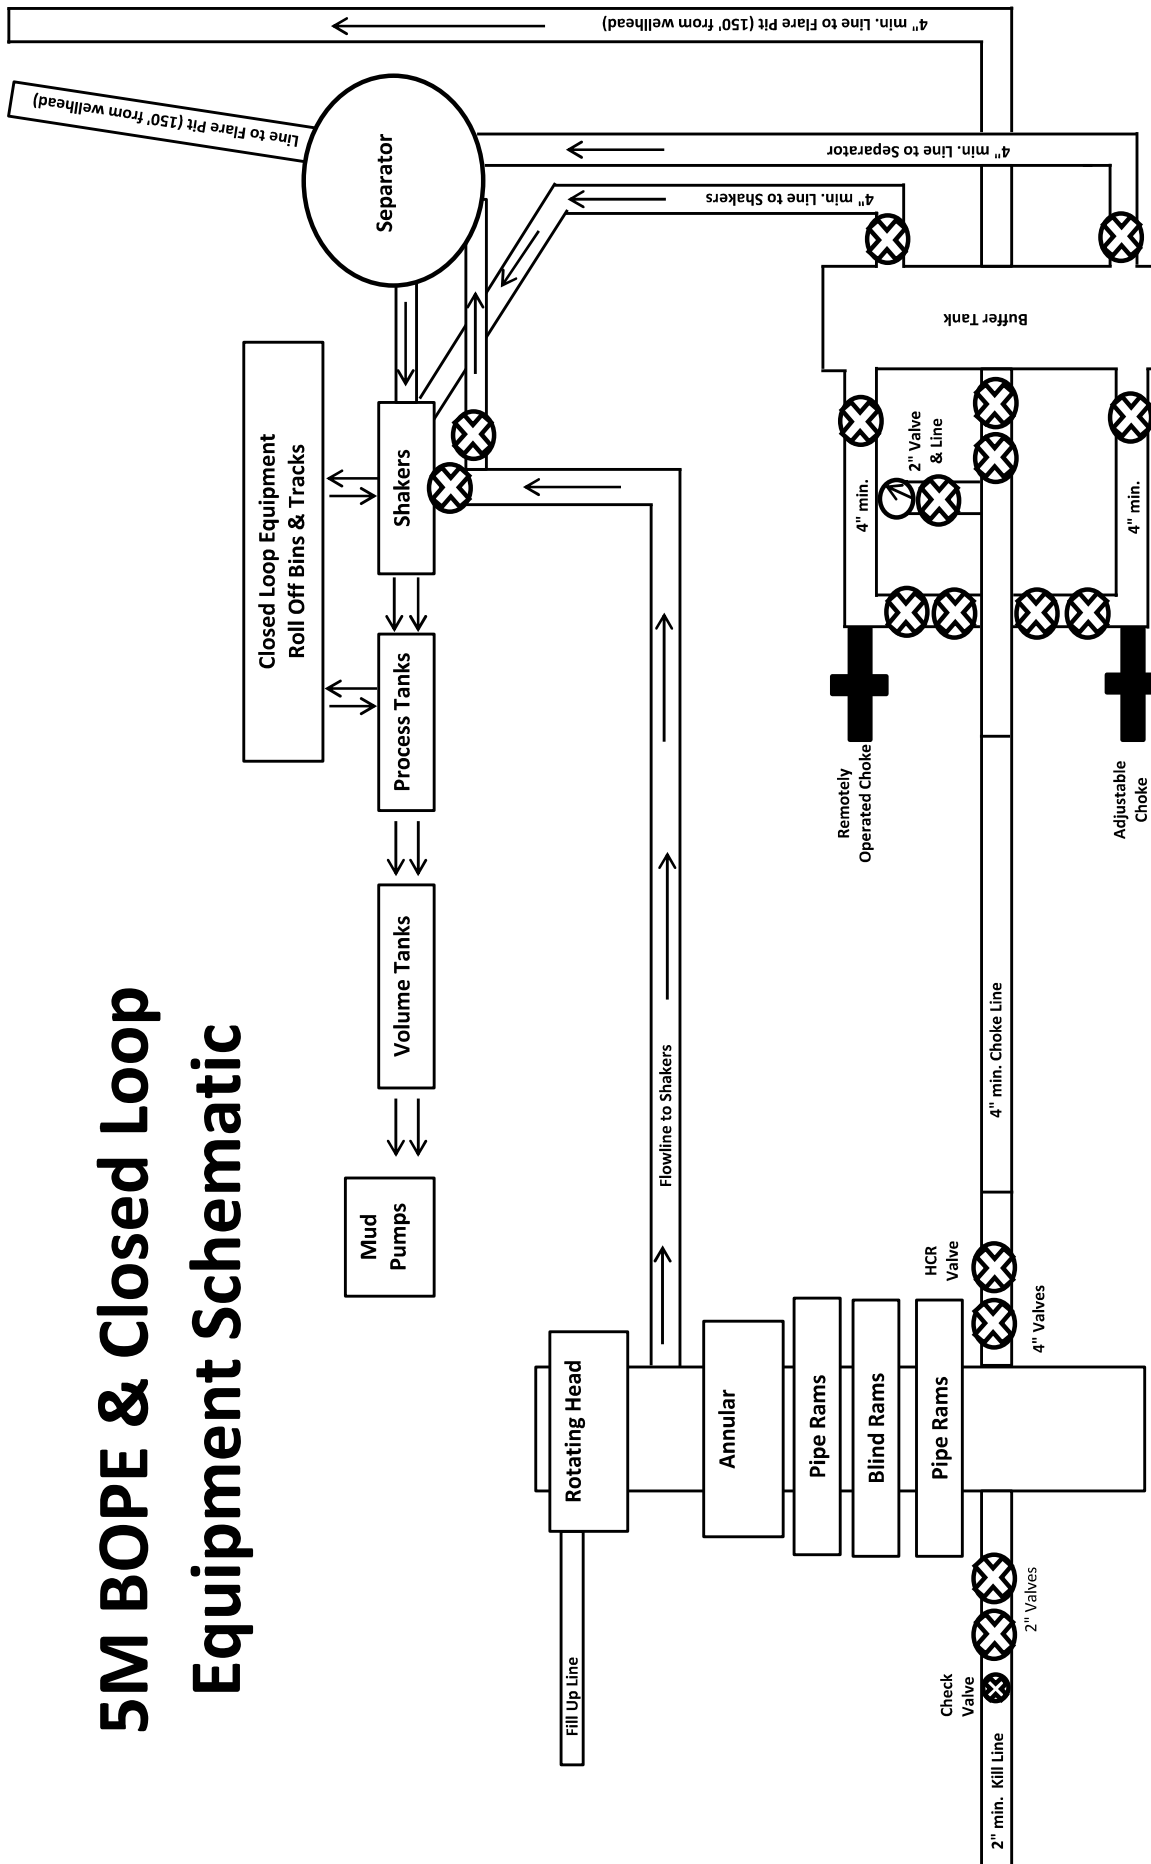 5M BOPE & Closed Loop
Equipment Schematic
Closed Loop Equipment
Roll Off Bins & Tracks
Mud
Pumps
Volume Tanks
Process Tanks
Shakers
Separator
Line to Flare Pit (150' from wellhead)
4" min. Line to Flare Pit (150' from wellhead)
4" min. Line to Separator
4" min. Line to Shakers
Fill Up Line
Rotating Head
Flowline to Shakers
Annular
Pipe Rams
Blind Rams
Pipe Rams
Remotely
Operated Choke
4" min.
2" Valve
& Line
Buffer Tank
Check
Valve
HCR
Valve
2" min.  Kill Line
4" min. Choke Line
2" Valves
4" Valves
Adjustable
Choke
4" min.